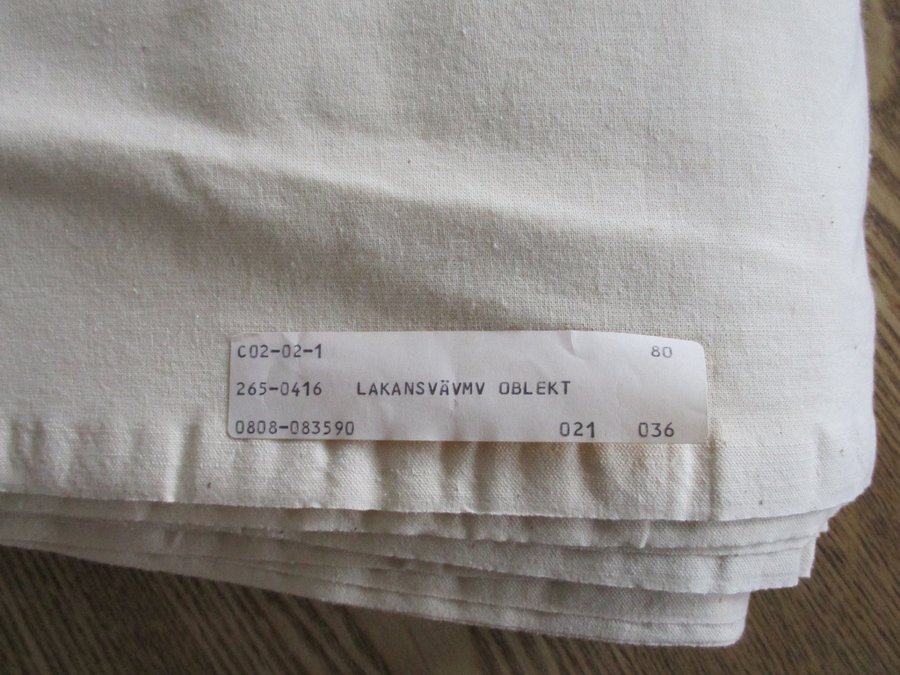 C02-02-1 80
265-0416 LAKANSVÄVMV OBLEKT
0808-083590 021 036